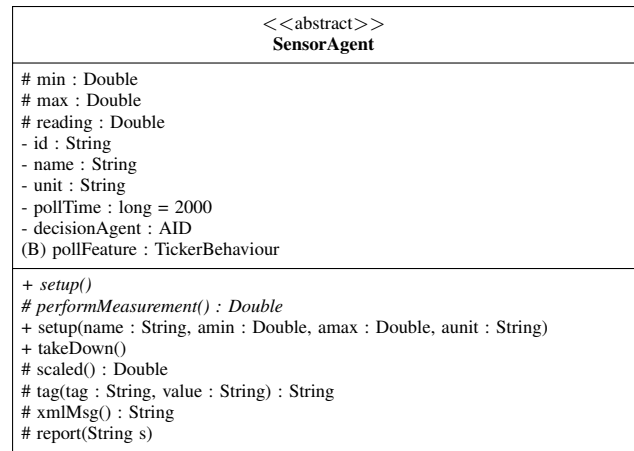 <<abstract>>
SensorAgent
# min : Double
# max : Double
# reading : Double
- id : String
- name : String
- unit : String
- pollTime : long = 2000
- decisionAgent : AID
(B) pollFeature : TickerBehaviour
+ setup()
# performMeasurement() : Double
+ setup(name : String, amin : Double, amax : Double, aunit : String)
+ takeDown()
# scaled() : Double
# tag(tag : String, value : String) : String
# xmlMsg() : String
# report(String s)